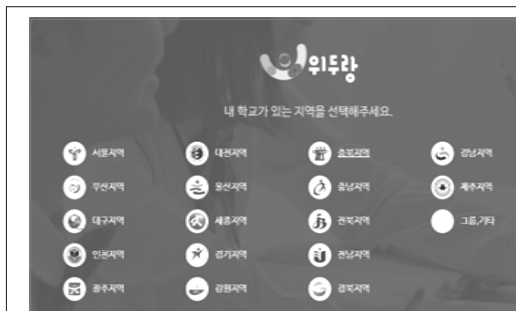 위두랑
내 학교가 있는 지역을 선택해주세요.
서울지역 대전지역 충북지역 경남지역
부산지역 울산지역 충남지역 제주지역
대구지역 세종지역 전북지역 그룹,기타
인천지역 경기지역 전남지역
광주지역 강원지역 경북지역